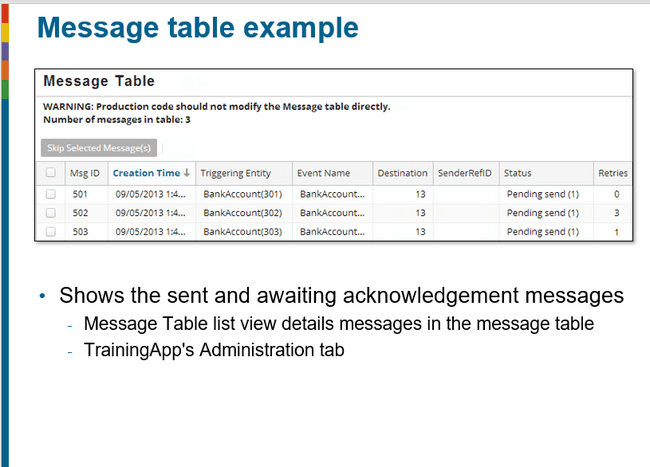 Message table example
Message Table
WARNING: Production code should not modify the Message table directly.
Number of messages in table: 3
Skip Selected Message(s)
Msg ID Creation Time ↓ Triggering Entity Event Name Destination SenderRefID Status Retries
501 09/05/2013 1:4... BankAccount(301) BankAccount... 13 Pending send (1) 0
502 09/05/2013 1:4... BankAccount(302) BankAccount... 13 Pending send (1) 3
503 09/05/2013 1:4... BankAccount(303) BankAccount... 13 Pending send (1) 1
• Shows the sent and awaiting acknowledgement messages
- Message Table list view details messages in the message table
- TrainingApp's Administration tab